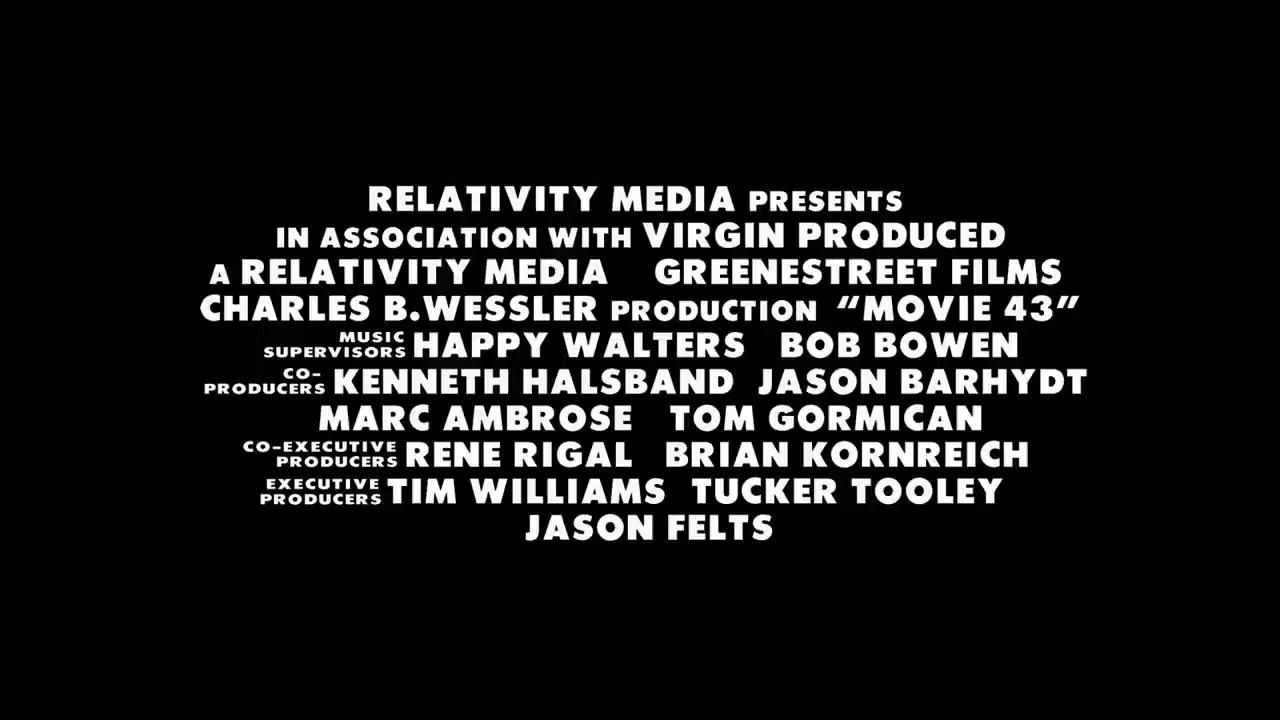 RELATIVITY MEDIA PRESENTS
IN ASSOCIATION WITH VIRGIN PRODUCED
A RELATIVITY MEDIA GREENESTREET FILMS
CHARLES B.WESSLER PRODUCTION "MOVIE 43"
MUSIC SUPERVISORS HAPPY WALTERS BOB BOWEN
CO-PRODUCERS KENNETH HALSBAND JASON BARHYDT
MARC AMBROSE TOM GORMICAN
CO-EXECUTIVE PRODUCERS RENE RIGAL BRIAN KORNREICH
EXECUTIVE PRODUCERS TIM WILLIAMS TUCKER TOOLEY
JASON FELTS